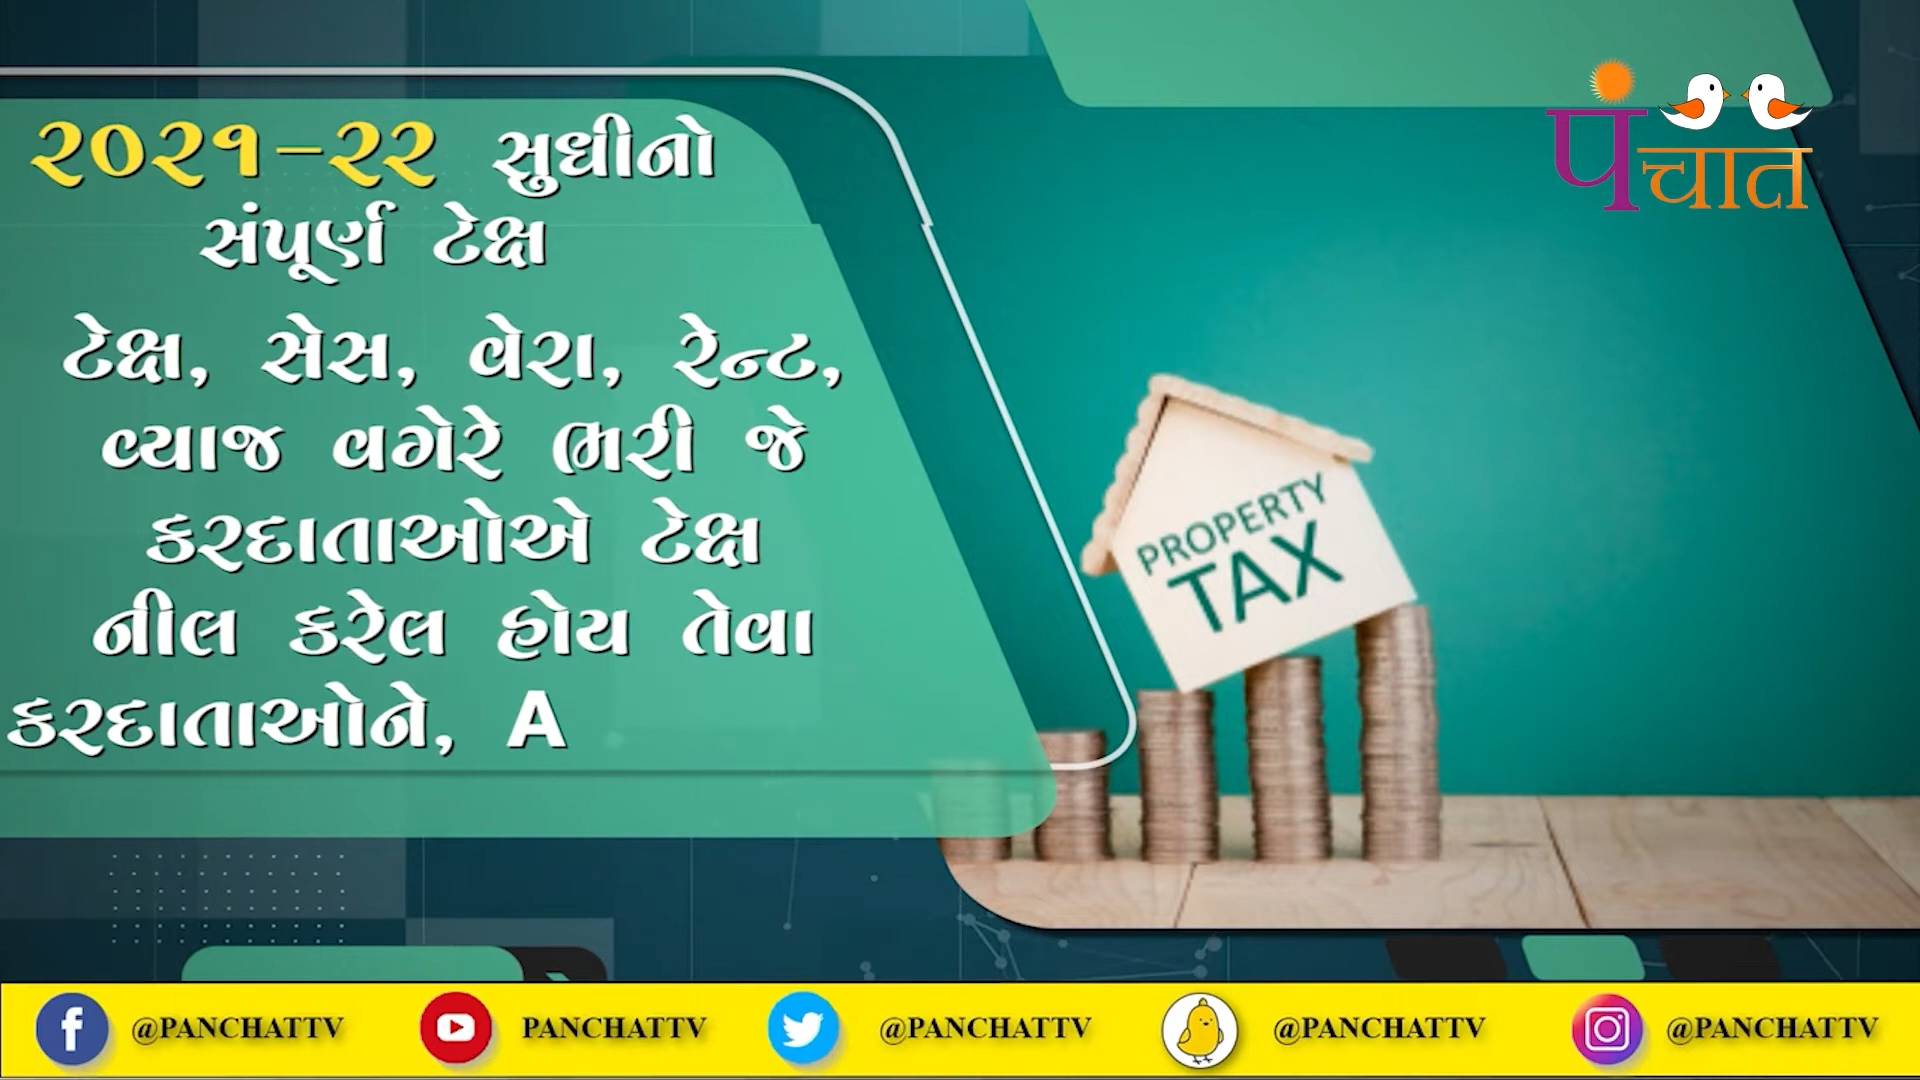 ૨૦૨૧-૨૨ સુધીનો
સંપૂર્ણ ટેક્ષ
ટેક્ષ, સેસ, વેરા, રેન્ટ,
વ્યાજ વગેરે ભરી જે
કરદાતાઓએ ટેક્ષ
નીલ કરેલ હોય તેવા
કરદાતાઓને, A
पंचात
PROPERTY
TAX
@PANCHATTV PANCHATTV @PANCHATTV @PANCHATTV @PANCHATTV